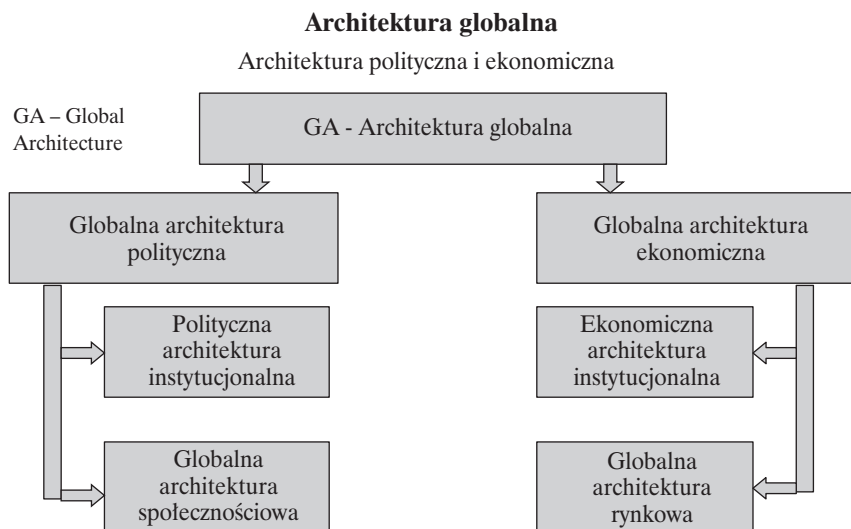 Architektura globalna
Architektura polityczna i ekonomiczna
GA – Global
Architecture
GA - Architektura globalna
Globalna architektura
polityczna
Globalna architektura
ekonomiczna
Polityczna
architektura
instytucjonalna
Ekonomiczna
architektura
instytucjonalna
Globalna
architektura
społecznościowa
Globalna
architektura
rynkowa